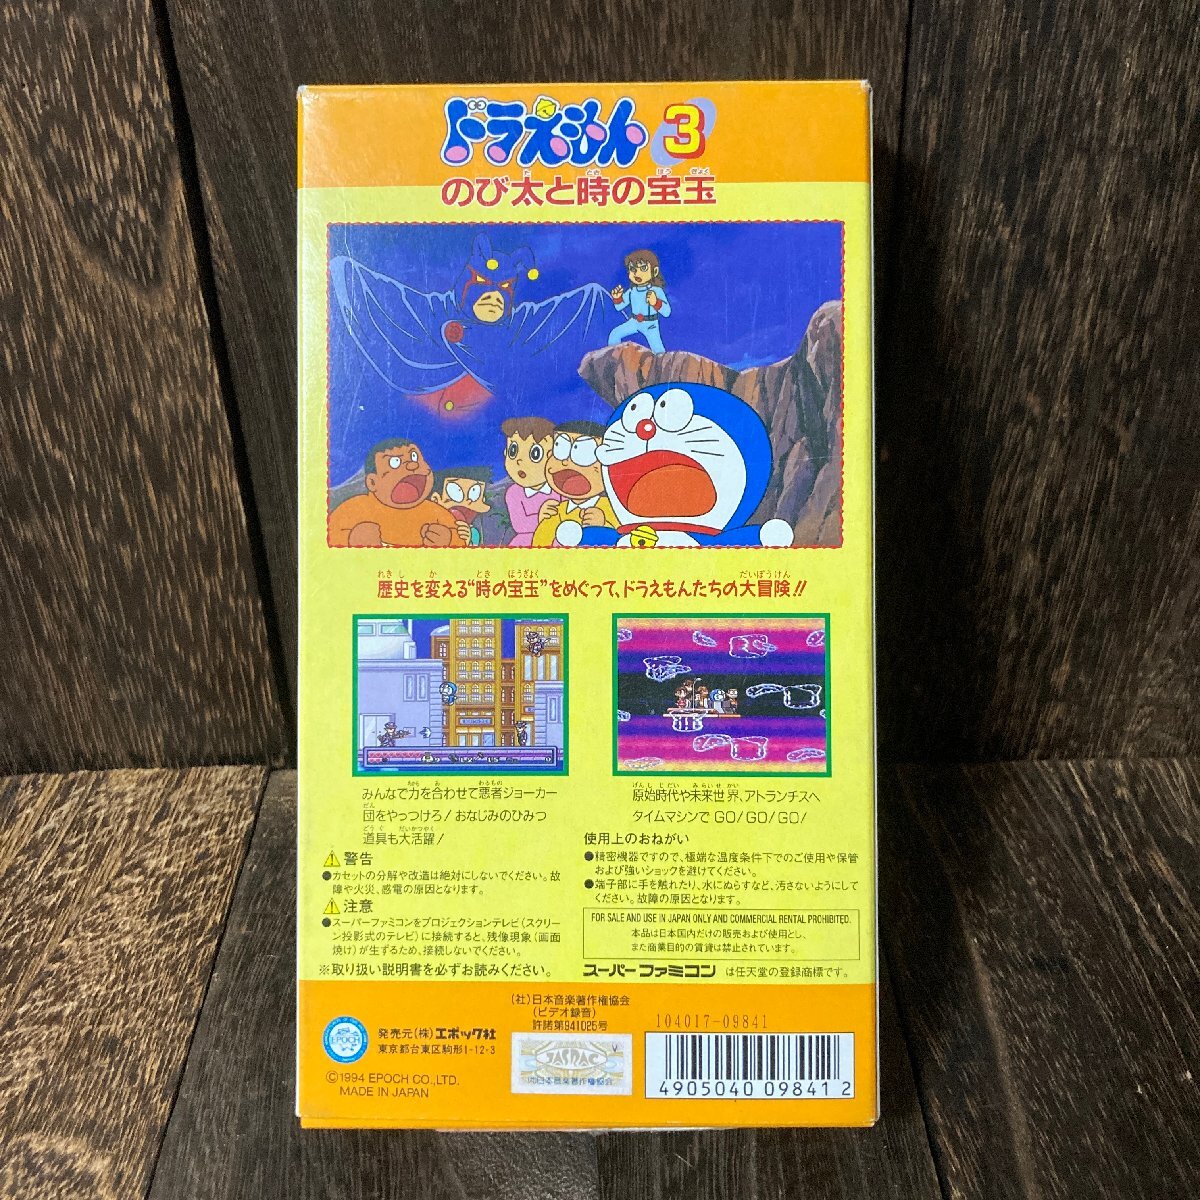 ドラえもん3
のび太と時の宝玉
歴史を変える“時の宝玉”をめぐって、ドラえもんたちの大冒険!!
みんなで力を合わせて悪者ジョーカー
団をやっつけろ!おなじみのひみつ
道具も大活躍!
原始時代や未来世界、アトランチスへ
タイムマシンで GO!GO!GO!
警告
●カセットの分解や改造は絶対にしないでください。故
障や火災、感電の原因となります。
注意
●スーパーファミコンをプロジェクションテレビ(スクリー
ン投影式のテレビ)に接続すると、残像現象(画面
焼け)が生ずるため、接続しないでください。
※取り扱い説明書を必ずお読みください。
使用上のおねがい
●精密機器ですので、極端な温度条件下でのご使用や保管
および強いショックを避けてください。
●端子部に手を触れたり、水にぬらすなど、汚さないようにして
ください。故障の原因となります。
FOR SALE AND USE IN JAPAN ONLY AND COMMERCIAL RENTAL PROHIBITED.
本品は日本国内だけの販売および使用とし、
また商業目的の賃貸は禁止されています。
スーパーファミコン は任天堂の登録商標です。
(社)日本音楽著作権協会
(ビデオ録音)
許諾第941025号
EPOCH
発売元(株)エポック社
東京都台東区駒形1-12-3
©1994 EPOCH CO.,LTD.
MADE IN JAPAN
JASRAC
V
日本音楽著作権協会
104017-09841
4905040 09841 2